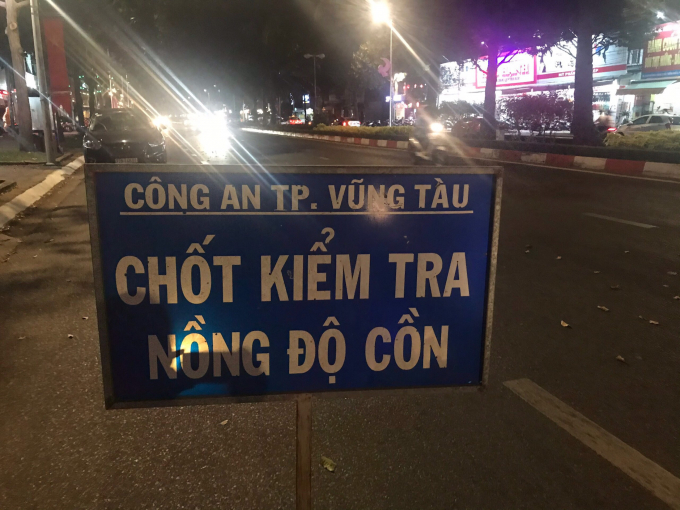 CÔNG AN TP. VŨNG TÀU
CHỐT KIỂM TRA
NỒNG ĐỘ CỒN